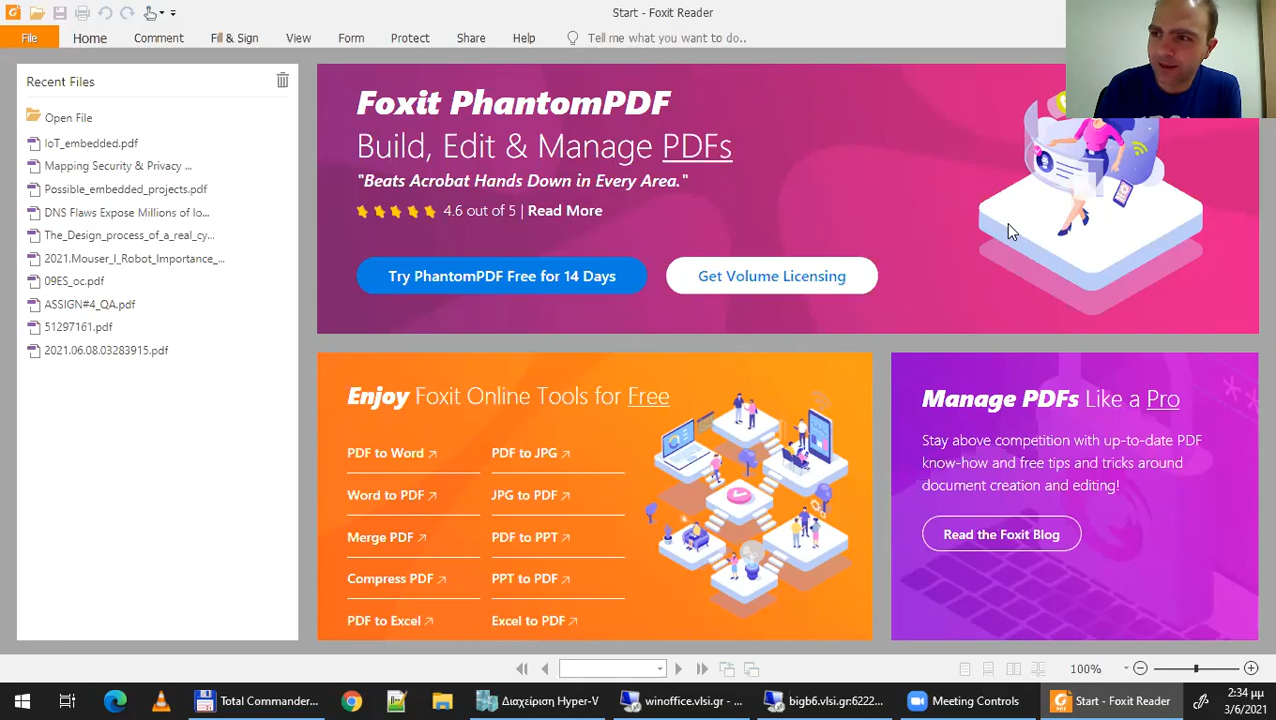 Start - Foxit Reader
File
Home
Comment
Fill & Sign
View
Form
Protect
Share
Help
Tell me what you want to do..
Recent Files
Open File
IoT_embedded.pdf
Mapping Security & Privacy ...
Possible_embedded_projects.pdf
DNS Flaws Expose Millions of Io...
The_Design_process_of_a_real_cy...
2021.Mouser_I_Robot_Importance_...
09ES_oc.pdf
ASSIGN#4_QA.pdf
51297161.pdf
2021.06.08.03283915.pdf
Foxit PhantomPDF
Build, Edit & Manage PDFs
"Beats Acrobat Hands Down in Every Area."
4.6 out of 5 | Read More
Try PhantomPDF Free for 14 Days
Get Volume Licensing
Enjoy Foxit Online Tools for Free
PDF to Word
PDF to JPG
Word to PDF
JPG to PDF
Merge PDF
PDF to PPT
Compress PDF
PPT to PDF
PDF to Excel
Excel to PDF
Manage PDFs Like a Pro
Stay above competition with up-to-date PDF
know-how and free tips and tricks around
document creation and editing!
Read the Foxit Blog
100%
Total Commander...
Διαχείριση Hyper-V
winoffice.vlsi.gr - ...
bigb6.vlsi.gr:6222...
Meeting Controls
Start - Foxit Reader
2:34 μμ
3/6/2021